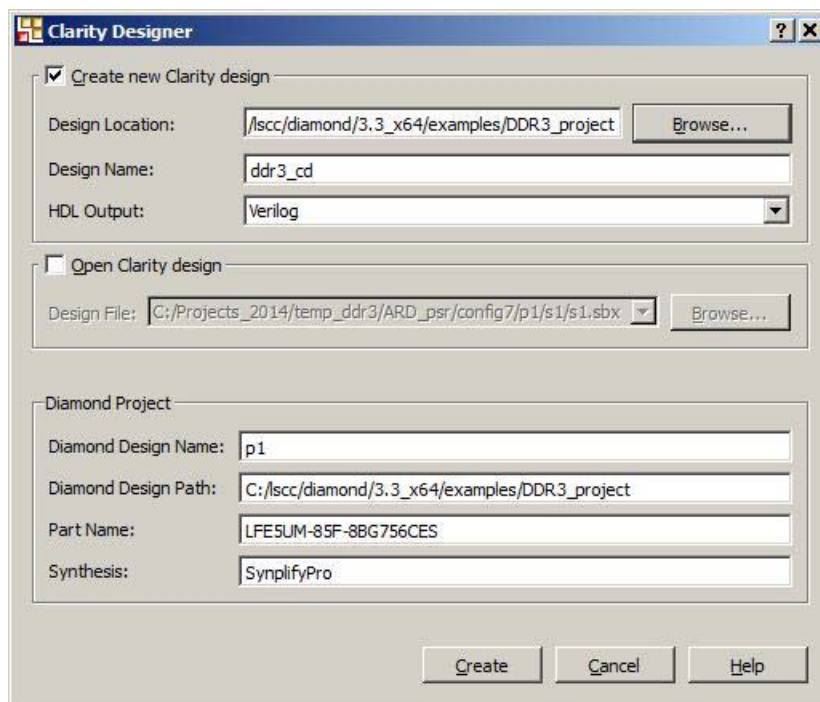 Clarity Designer
Create new Clarity design
Design Location: /lscc/diamond/3.3_x64/examples/DDR3_project Browse...
Design Name: ddr3_cd
HDL Output: Verilog
Open Clarity design
Design File: C:/Projects_2014/temp_ddr3/ARD_psr/config7/p1/s1/s1.sbx Browse...
Diamond Project
Diamond Design Name: p1
Diamond Design Path: C:/lscc/diamond/3.3_x64/examples/DDR3_project
Part Name: LFE5UM-85F-8BG756CES
Synthesis: SynplifyPro
Create Cancel Help